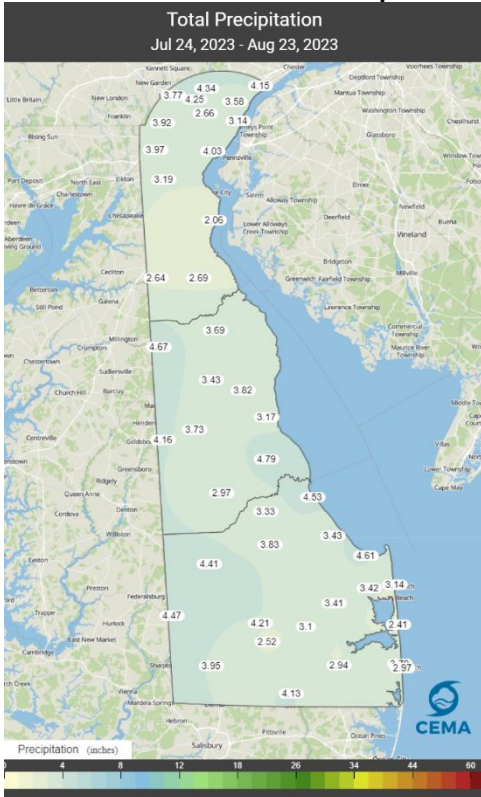 Total Precipitation
Jul 24, 2023 - Aug 23, 2023
Kennett Square
Chester
Voorhees Township
Deptford Township
New Garden
4.34
4.15
Mantua Township
Little Britain
New London
3.77
4.25
3.58
2.66
Washington Township
Franklin
3.92
3.14
Township
Glassboro
Rising Sun
3.97
4.03
Pennsville
Port Deposit
North East
Elkton
3.19
Elmer
Charlestown
Salem
Alloway Township
Havre de Grace
Newfield
Chesapeake
2.06
Deerfield
Buena
Lower Alloways
Creek Township
Vineland
Bridgeton
Cecilton
2.64
2.69
Greenwich
Fairfield Township
Millville
Betterton
Still Pond
Galena
Lawrence Township
Commercial
Township
Millington
3.69
Maurice River
Township
Crumpton
4.67
Chestertown
Sudlersville
3.43
Church Hill
Barclay
3.82
3.17
3.73
Centreville
4.16
Villas
4.79
Lower Township
Greensboro
Cape May
Ridgely
2.97
4.53
Queen Anne
Cordova
Denton
3.33
Williston
3.43
3.83
4.61
Easton
4.41
Preston
3.42
3.14
Federalsburg
3.41
Beach
Trappe
4.47
Hurlock
4.21
3.1
2.41
East New Market
2.52
Cambridge
3.95
2.94
2.97
4.13
Vienna
Mardela Springs
CEMA
Hebron
Pittsville
Ocean Pines
Salisbury
Precipitation (inches)
0 4 8 12 18 26 34 44 60